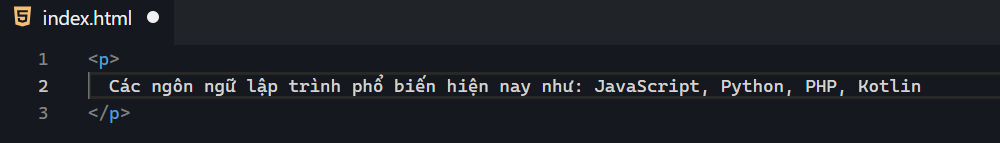 index.html
1 <p>
2 Các ngôn ngữ lập trình phổ biến hiện nay như: JavaScript, Python, PHP, Kotlin
3 </p>